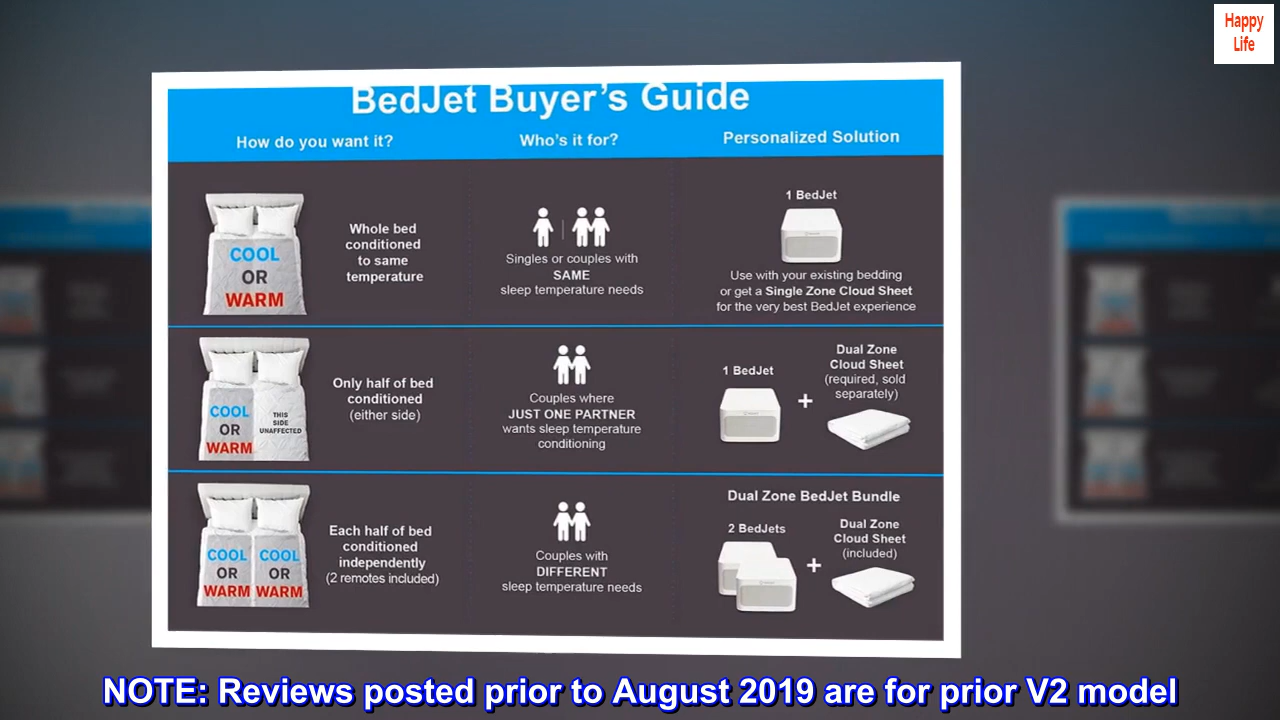 Happy
Life
BedJet Buyer's Guide
How do you want it?
Who's it for?
Personalized Solution
COOL
OR
WARM
Whole bed
conditioned
to same
temperature
Singles or couples with
SAME
sleep temperature needs
1 BedJet
Use with your existing bedding
or get a Single Zone Cloud Sheet
for the very best BedJet experience
COOL
OR
WARM
THIS
SIDE
UNAFFECTED
Only half of bed
conditioned
(either side)
Couples where
JUST ONE PARTNER
wants sleep temperature
conditioning
1 BedJet
+
Dual Zone
Cloud Sheet
(required, sold
separately)
COOL COOL
OR OR
WARM WARM
Each half of bed
conditioned
independently
(2 remotes included)
Couples with
DIFFERENT
sleep temperature needs
Dual Zone BedJet Bundle
2 BedJets
+
Dual Zone
Cloud Sheet
(included)
NOTE: Reviews posted prior to August 2019 are for prior V2 model